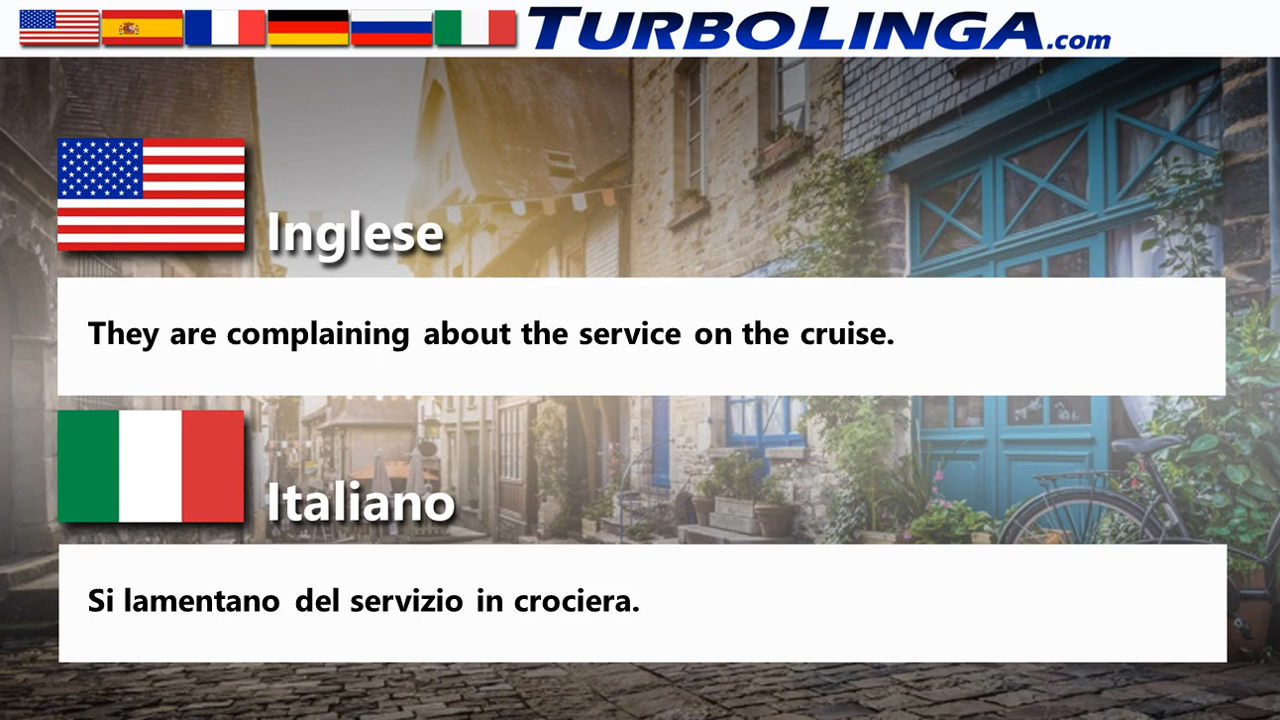 TURBOLINGA.com
Inglese
They are complaining about the service on the cruise.
Italiano
Si lamentano del servizio in crociera.